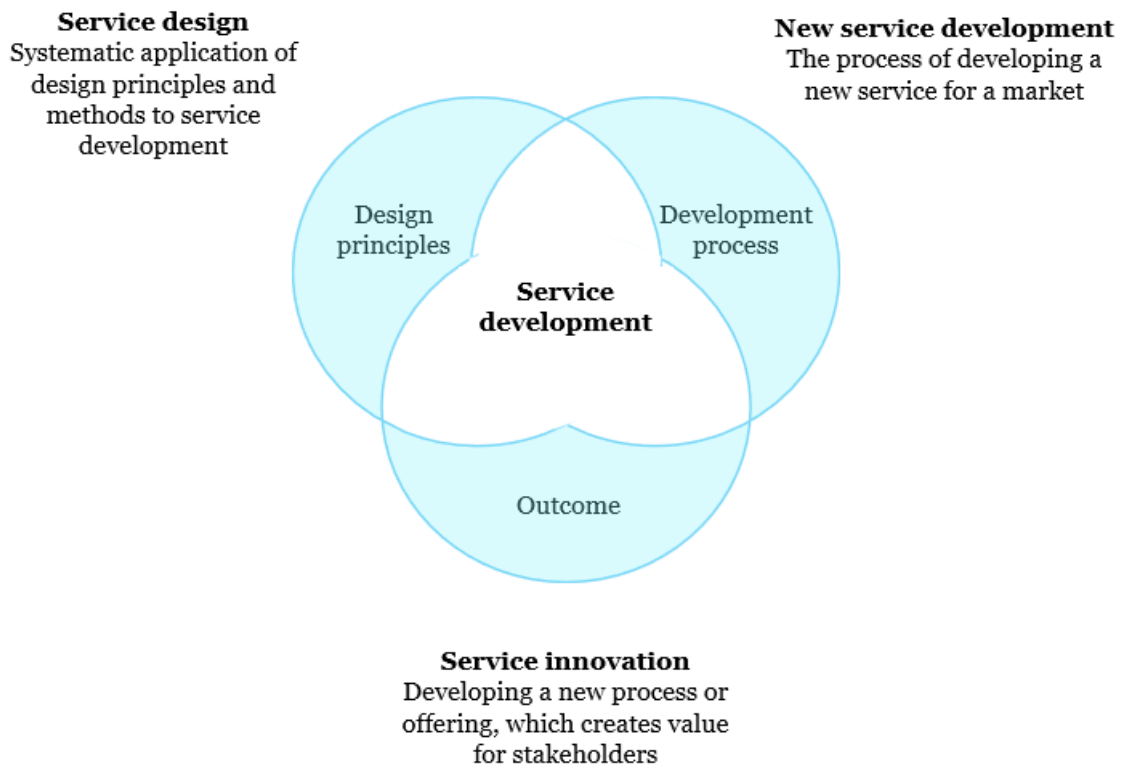 Service design
Systematic application of
design principles and
methods to service
development
New service development
The process of developing a
new service for a market
Design
principles
Development
process
Service
development
Outcome
Service innovation
Developing a new process or
offering, which creates value
for stakeholders